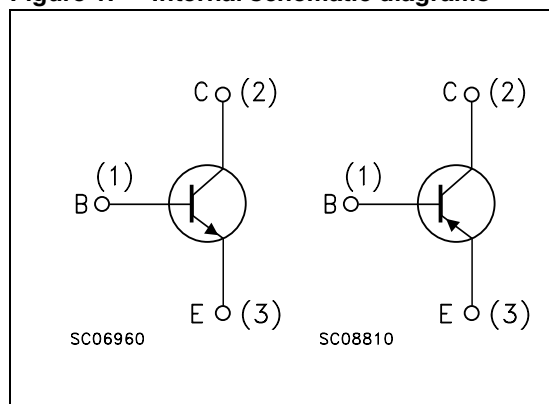 Figure 1. Internal schematic diagrams
C (2) C (2)
(1) (1)
B B
E (3) E (3)
SC06960 SC08810